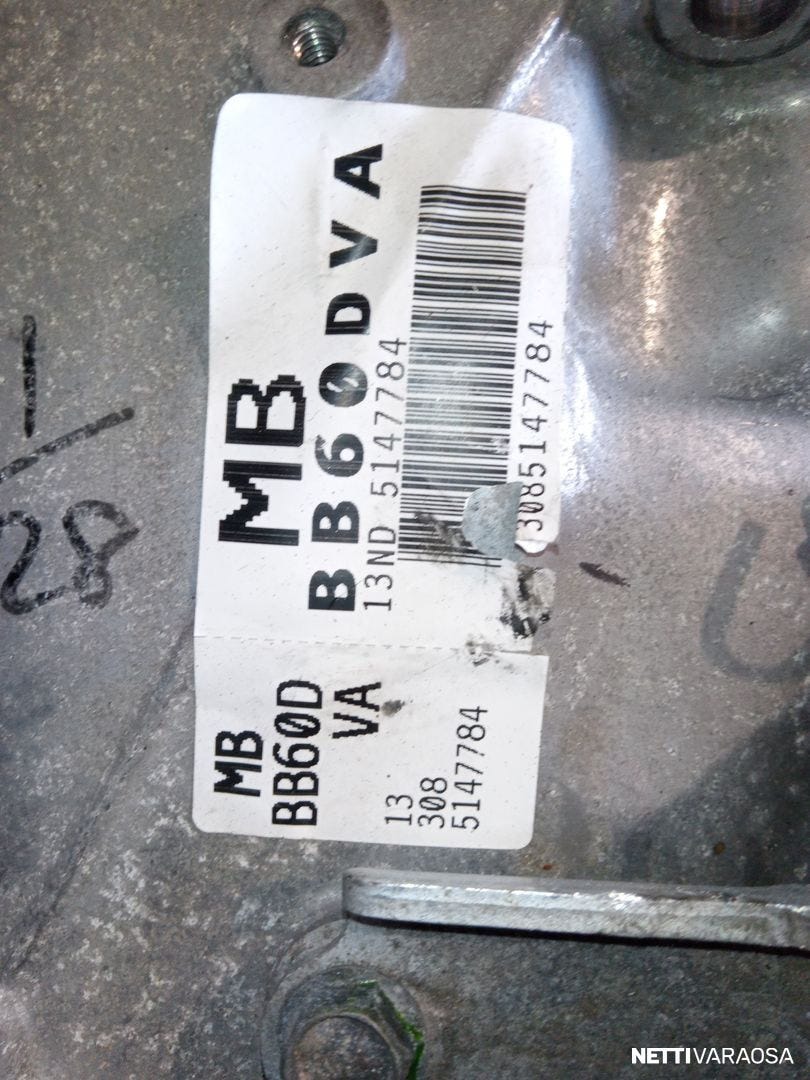 MB
BB60DVA
13ND 5147784
3085147784
MB
BB60D
VA
13
308
5147784
28
NETTIVARAOSA